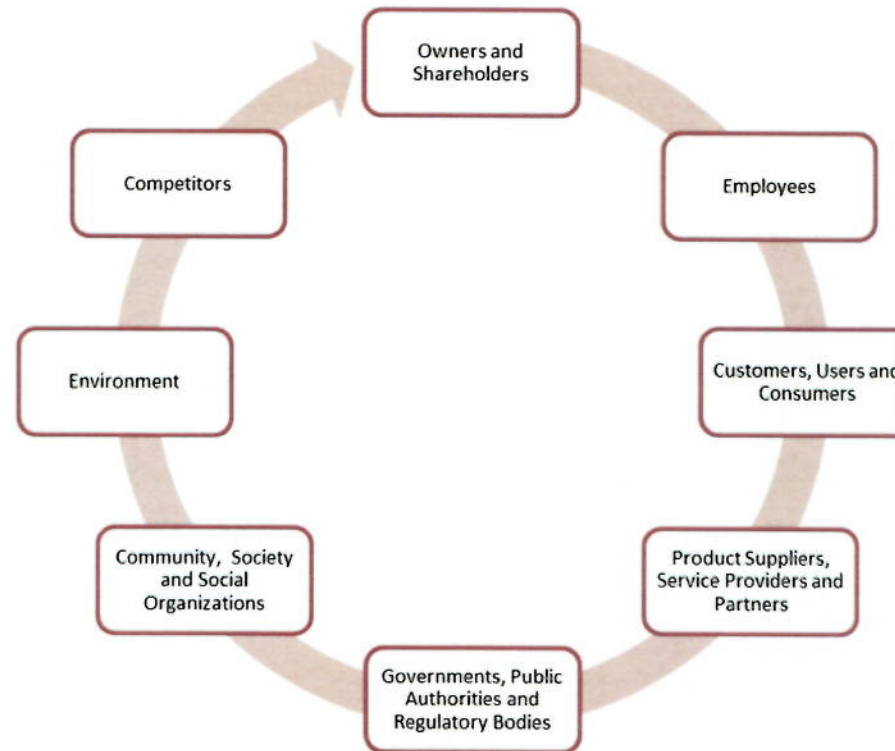 Owners and
Shareholders
Employees
Customers, Users and
Consumers
Product Suppliers,
Service Providers and
Partners
Governments, Public
Authorities and
Regulatory Bodies
Community, Society
and Social
Organizations
Environment
Competitors